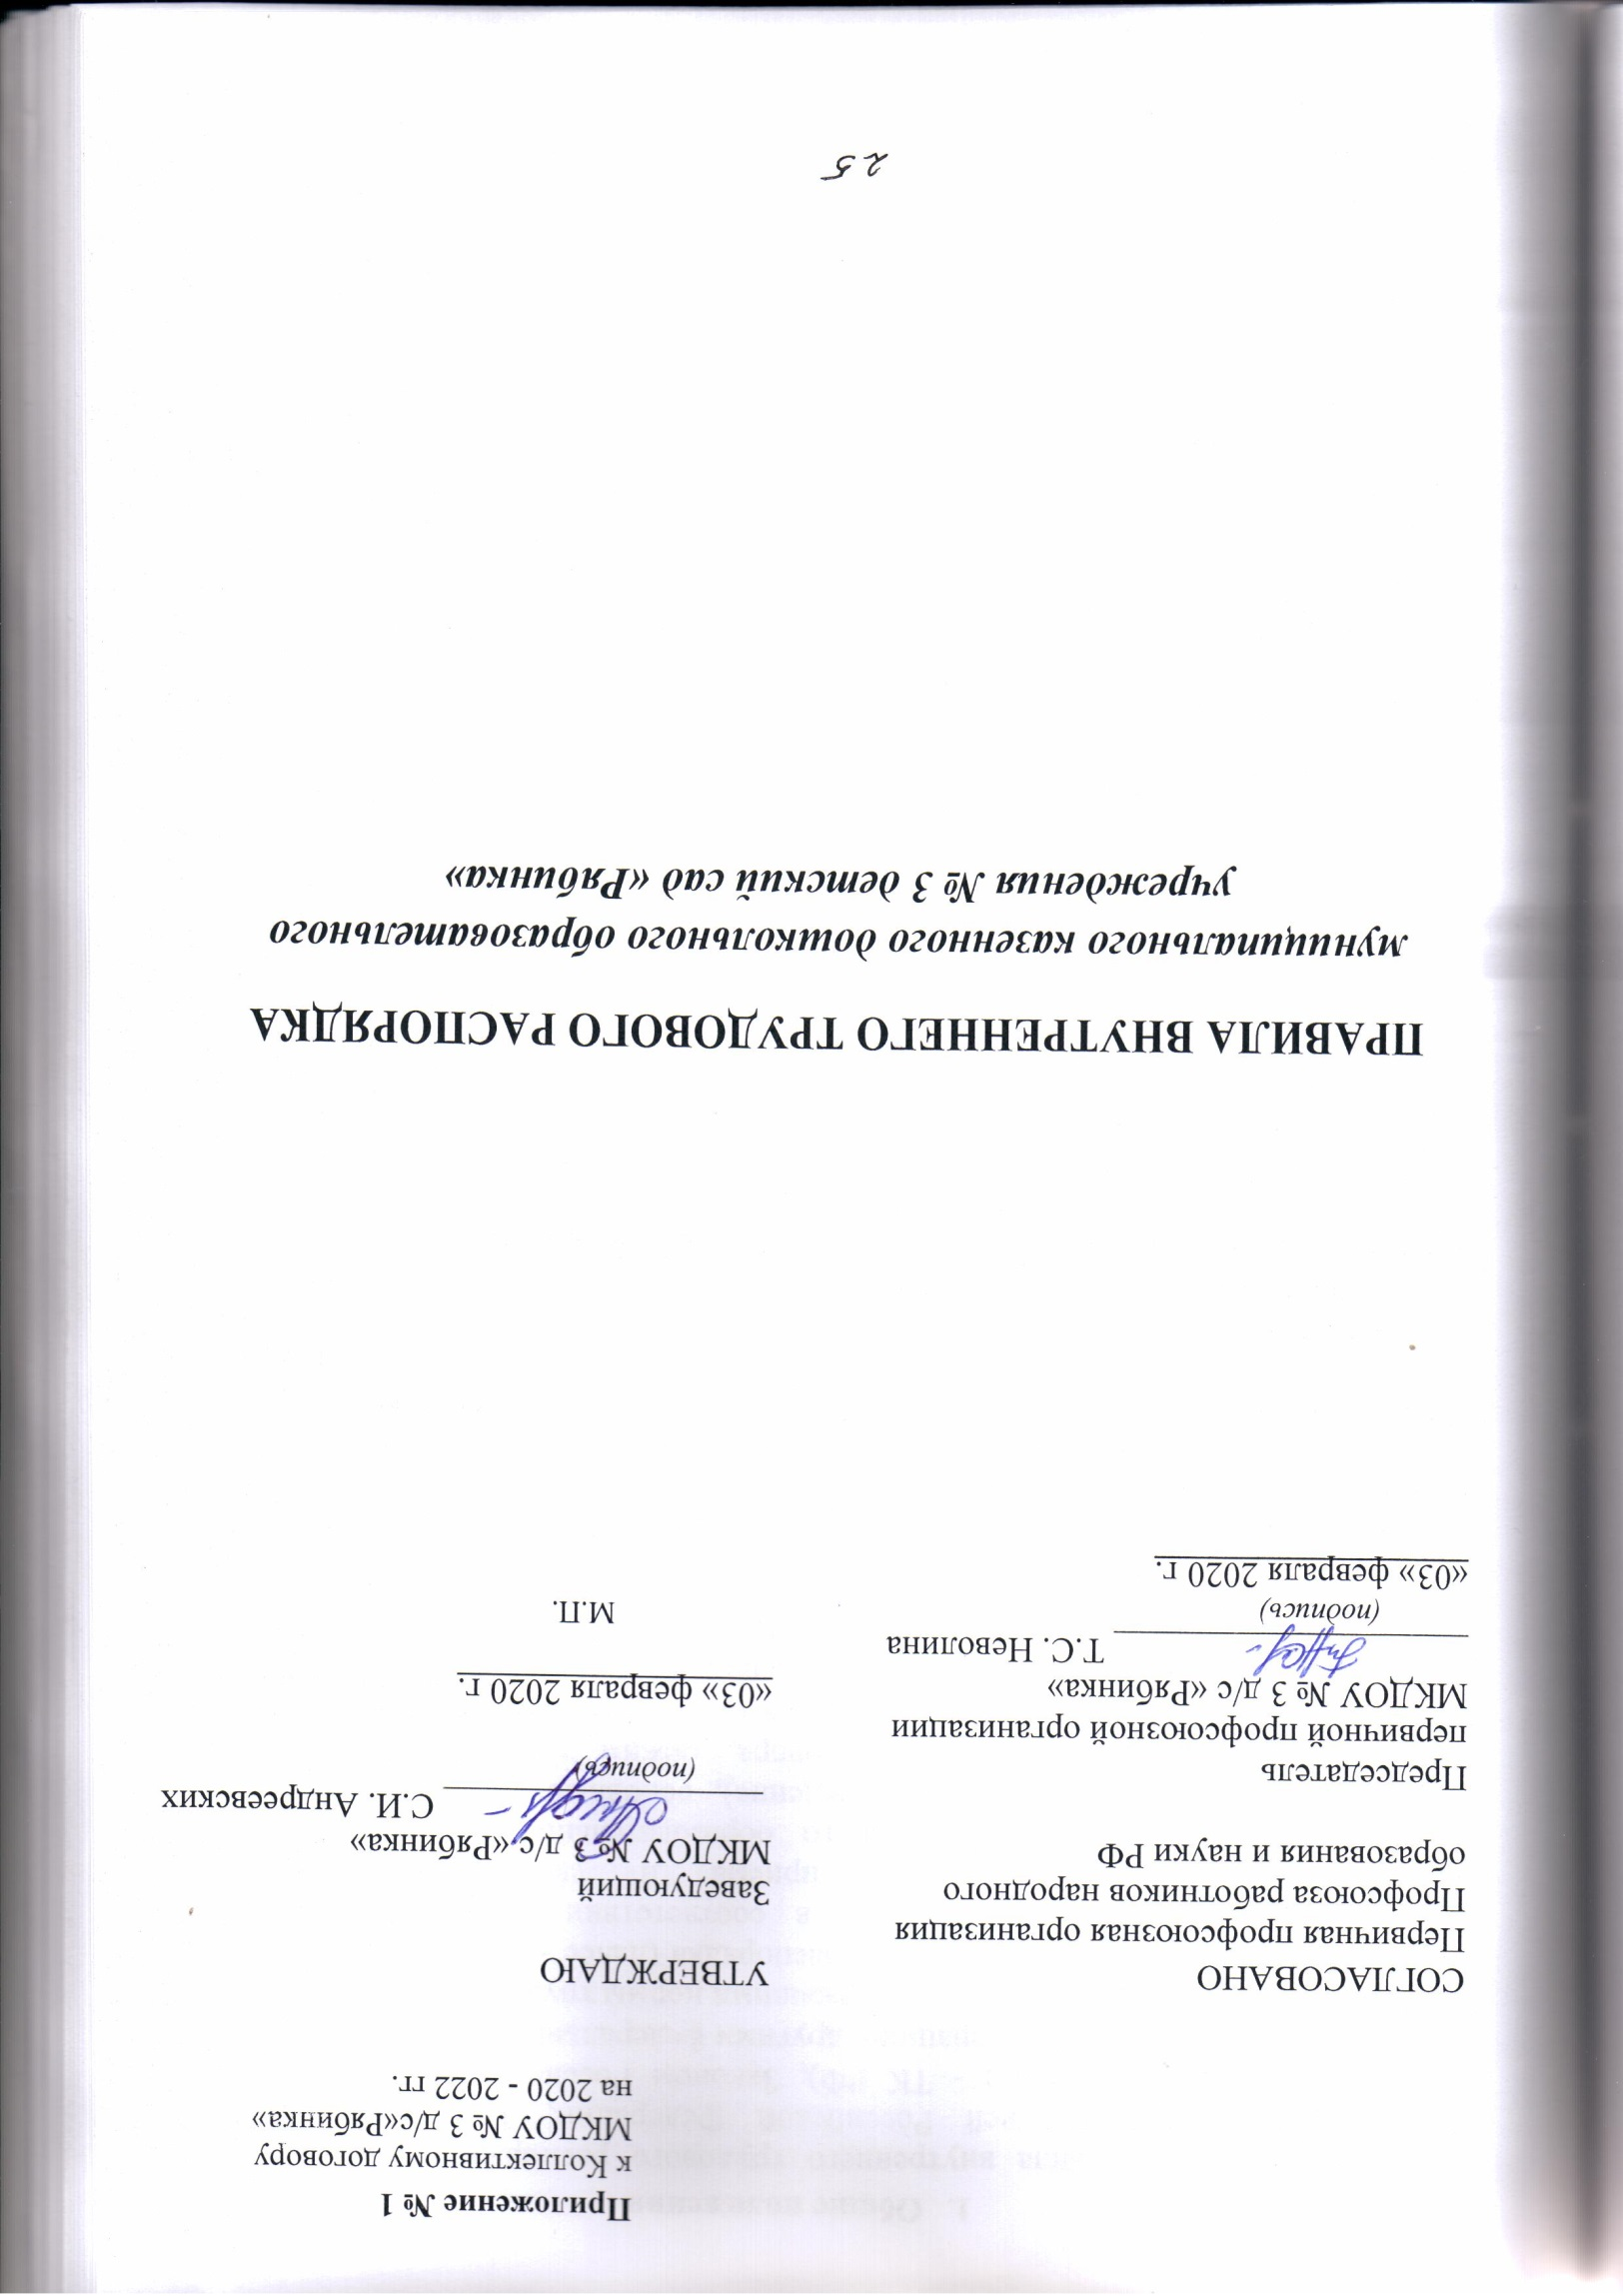 Приложение № 1
к Коллективному договору
МКДОУ № 3 д/с«Рябинка»
на 2020 - 2022 гг.
СОГЛАСОВАНО
Первичная профсоюзная организация
Профсоюза работников народного
образования и науки РФ
Председатель
первичной профсоюзной организации
МКДОУ № 3 д/с «Рябинка»
Т.С. Неволина
(подпись)
«03» февраля 2020 г.
УТВЕРЖДАЮ
Заведующий
МКДОУ № 3 д/с «Рябинка»
С.И. Андреевских
(подпись)
«03» февраля 2020 г.
М.П.
ПРАВИЛА ВНУТРЕННЕГО ТРУДОВОГО РАСПОРЯДКА
муниципального казенного дошкольного образовательного
учреждения № 3 детский сад «Рябинка»
25